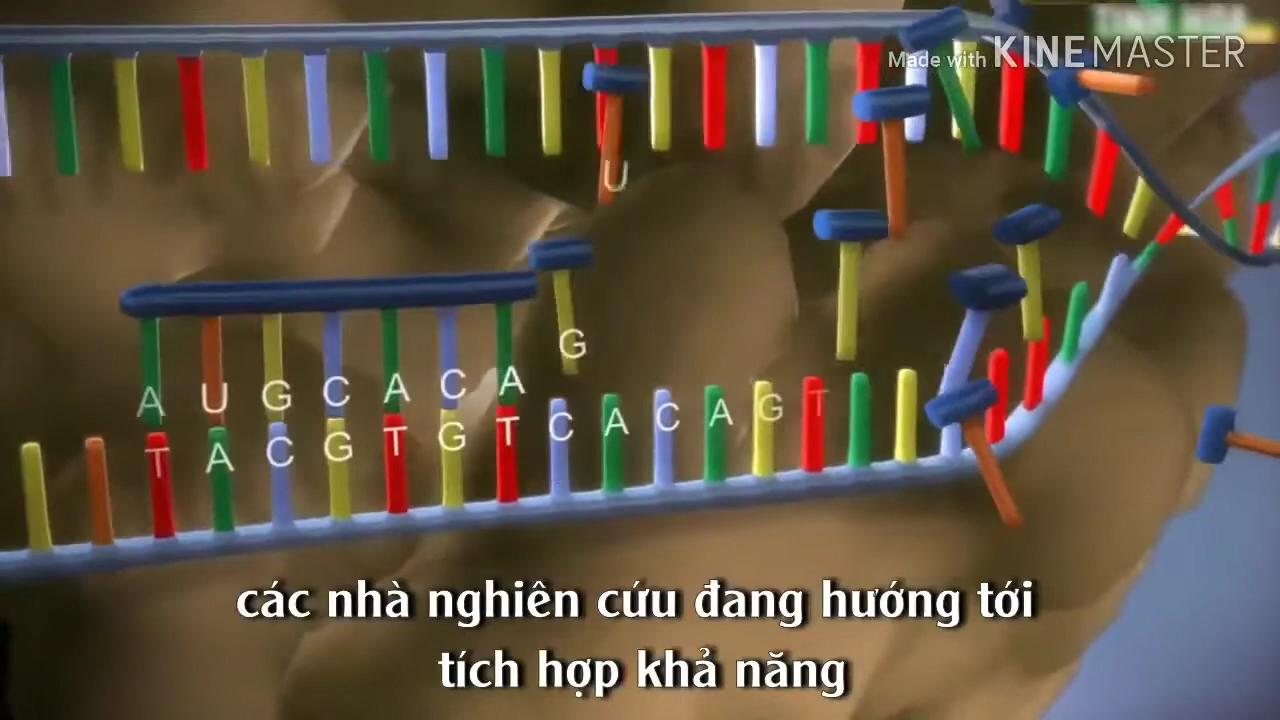 Made with KINEMASTER
U
G
A U G C A C A
T A C G T G T C A C A G T
các nhà nghiên cứu đang hướng tới
tích hợp khả năng